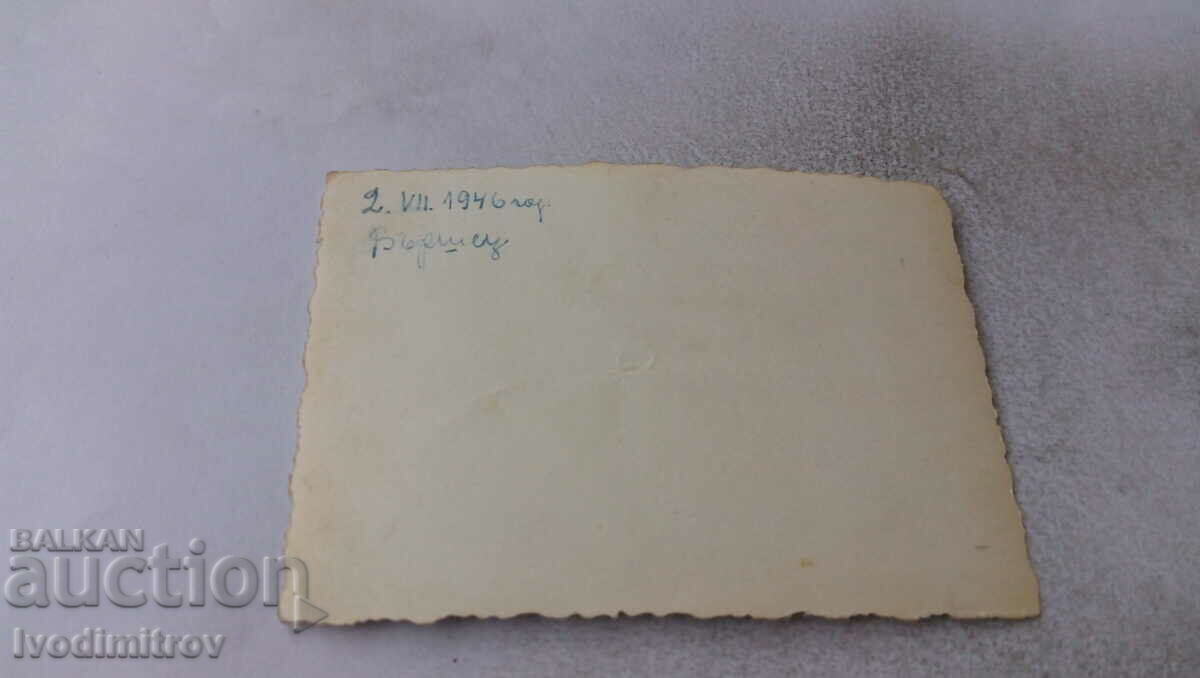 2. VII. 1946 год.
Вършец
BALKAN
auction
Ivodimitrov